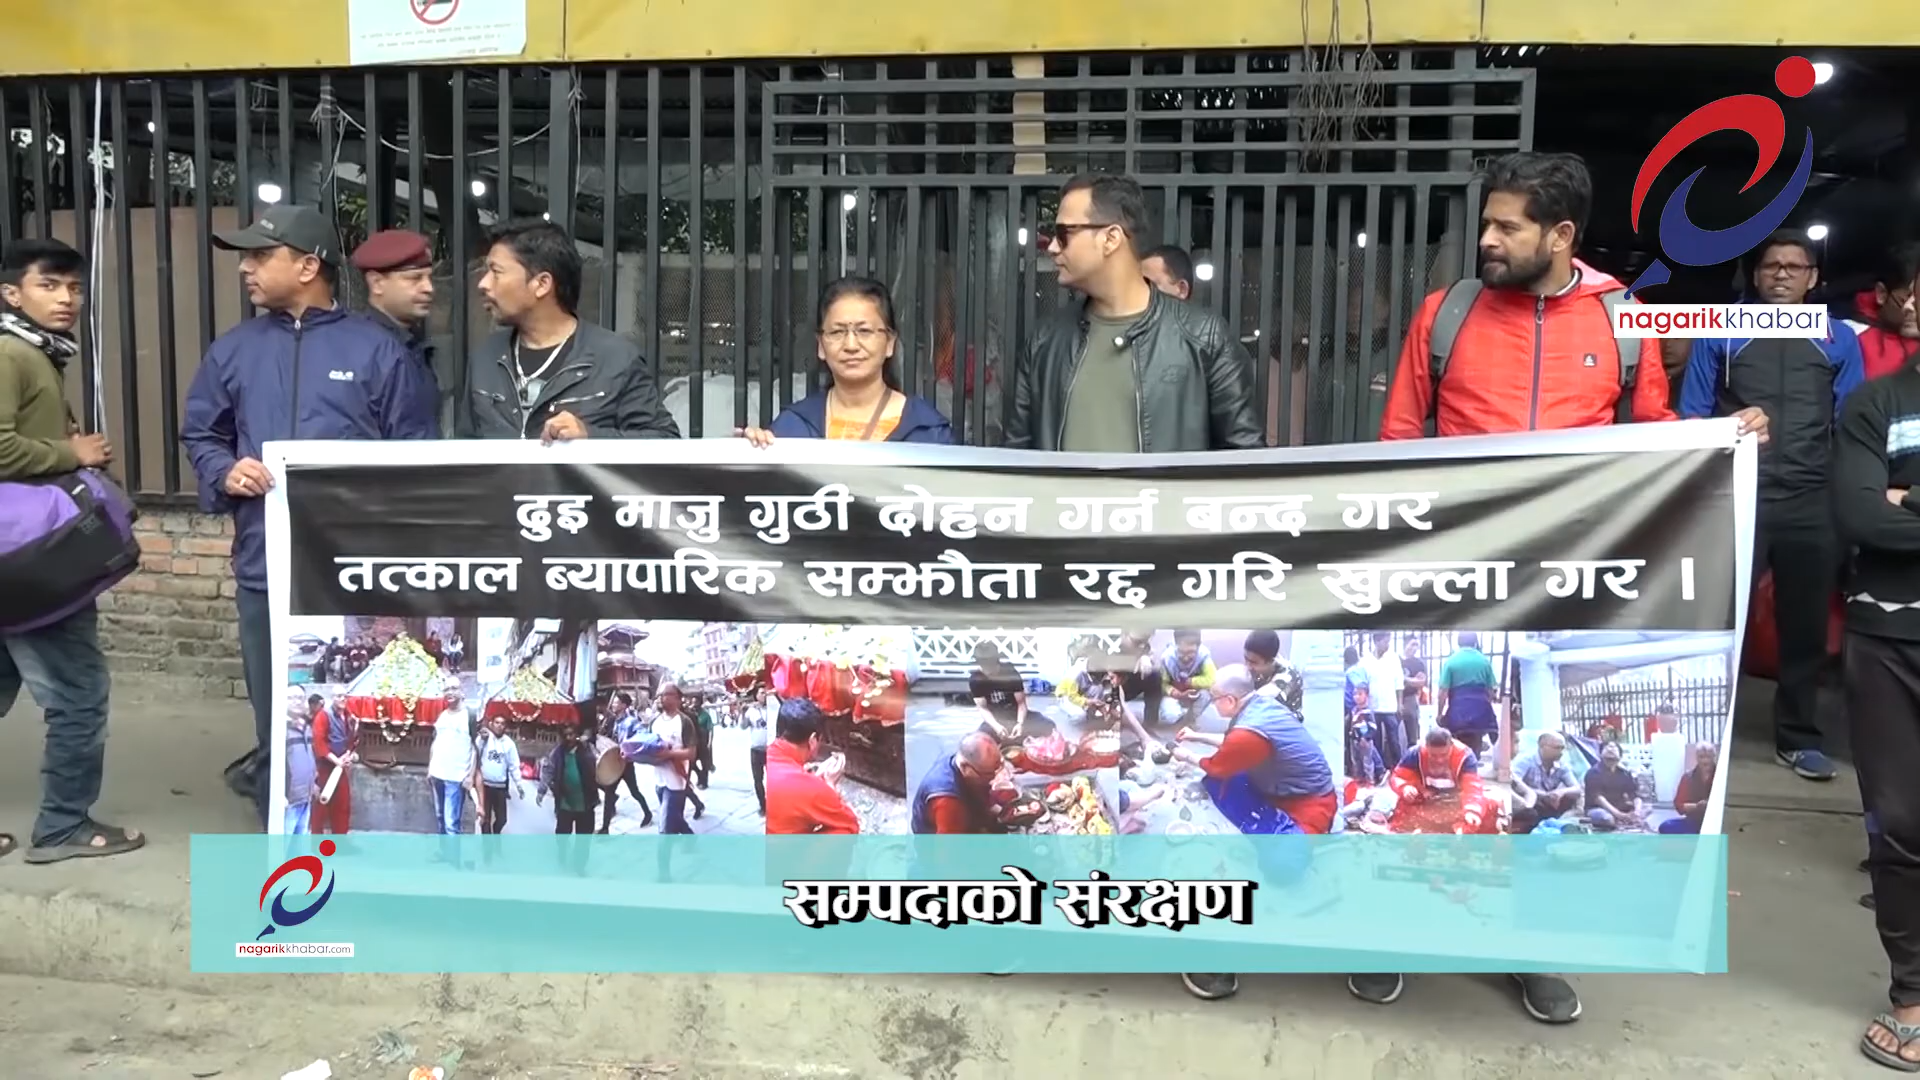 nagarikkhabar
दुइ माजु गुठी दोहन गर्न बन्द गर
तत्काल ब्यापारिक सम्झौता रद्द गरि खुल्ला गर ।
सम्पदाको संरक्षण
nagarikkhabar.com